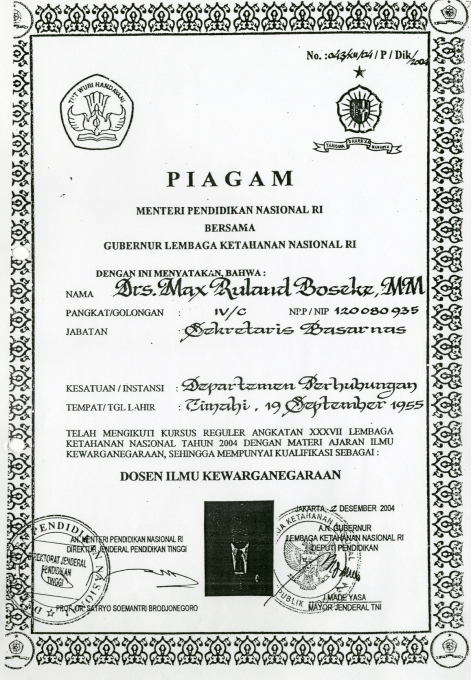 No. :043/XII/04 / P / Dik/2004
TUT WURI HANDAYANI
TANHANA DHARMMA MANGRVA
PIAGAM
MENTERI PENDIDIKAN NASIONAL RI
BERSAMA
GUBERNUR LEMBAGA KETAHANAN NASIONAL RI
DENGAN INI MENYATAKAN, BAHWA :
NAMA Drs. Max Ruland Boseke, MM
PANGKAT/GOLONGAN : IV/C NRP / NIP 120080935
JABATAN : Sekretaris Basarnas
KESATUAN / INSTANSI : Departemen Perhubungan
TEMPAT/ TGL LAHIR : Cimahi, 19 September 1955
TELAH MENGIKUTI KURSUS REGULER ANGKATAN XXXVII LEMBAGA
KETAHANAN NASIONAL TAHUN 2004 DENGAN MATERI AJARAN ILMU
KEWARGANEGARAAN, SEHINGGA MEMPUNYAI KUALIFIKASI SEBAGAI :
DOSEN ILMU KEWARGANEGARAAN
JAKARTA, 2 DESEMBER 2004
AN. MENTERI PENDIDIKAN NASIONAL RI
DIREKTUR JENDERAL PENDIDIKAN TINGGI
DIREKTORAT JENDERAL
PENDIDIKAN
TINGGI
PROF. DR. SATRYO SOEMANTRI BRODJONEGORO
A.N. GUBERNUR
LEMBAGA KETAHANAN NASIONAL RI
DEPUTI PENDIDIKAN
I MADE YASA
MAYOR JENDERAL TNI